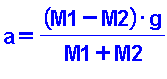 a = (M1 − M2) · g / M1 + M2